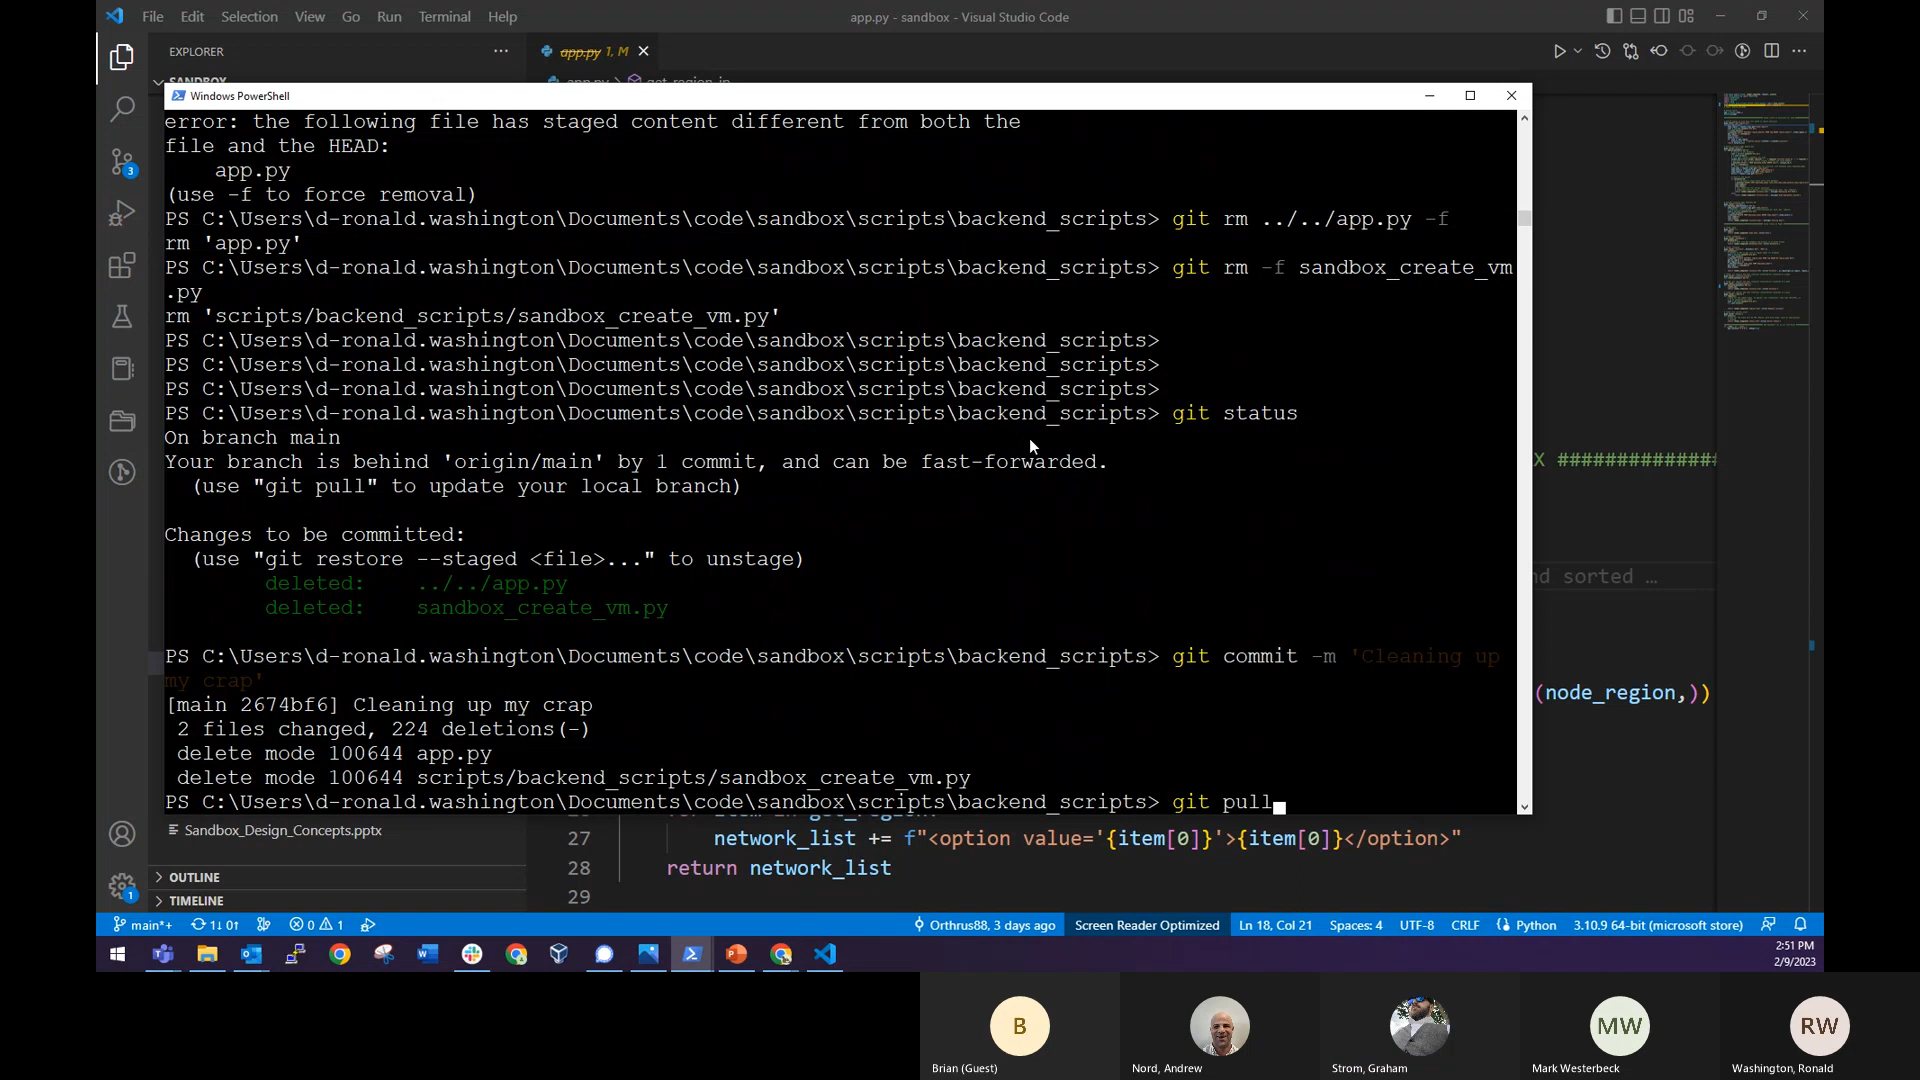 File Edit Selection View Go Run Terminal Help
app.py - sandbox - Visual Studio Code
EXPLORER
app.py 1, M
SANDBOX
app.py > get_region_in
Windows PowerShell
error: the following file has staged content different from both the
file and the HEAD:
app.py
(use -f to force removal)
PS C:\Users\d-ronald.washington\Documents\code\sandbox\scripts\backend_scripts> git rm ../../app.py -f
rm 'app.py'
PS C:\Users\d-ronald.washington\Documents\code\sandbox\scripts\backend_scripts> git rm -f sandbox_create_vm
.py
rm 'scripts/backend_scripts/sandbox_create_vm.py'
PS C:\Users\d-ronald.washington\Documents\code\sandbox\scripts\backend_scripts>
PS C:\Users\d-ronald.washington\Documents\code\sandbox\scripts\backend_scripts>
PS C:\Users\d-ronald.washington\Documents\code\sandbox\scripts\backend_scripts>
PS C:\Users\d-ronald.washington\Documents\code\sandbox\scripts\backend_scripts> git status
On branch main
Your branch is behind 'origin/main' by 1 commit, and can be fast-forwarded.
(use "git pull" to update your local branch)
Changes to be committed:
(use "git restore --staged <file>..." to unstage)
deleted: ../../app.py
deleted: sandbox_create_vm.py
PS C:\Users\d-ronald.washington\Documents\code\sandbox\scripts\backend_scripts> git commit -m 'Cleaning up
my crap'
[main 2674bf6] Cleaning up my crap
2 files changed, 224 deletions(-)
delete mode 100644 app.py
delete mode 100644 scripts/backend_scripts/sandbox_create_vm.py
PS C:\Users\d-ronald.washington\Documents\code\sandbox\scripts\backend_scripts> git pull
X ##############
nd sorted …
(node_region,))
3
1
Sandbox_Design_Concepts.pptx
27 network_list += f"<option value='{item[0]}'>{item[0]}</option>"
28 return network_list
29
OUTLINE
TIMELINE
main*+ 1↓ 0↑ 0 1 Orthrus88, 3 days ago Screen Reader Optimized Ln 18, Col 21 Spaces: 4 UTF-8 CRLF Python 3.10.9 64-bit (microsoft store)
2:51 PM
2/9/2023
B
MW
RW
Brian (Guest)
Nord, Andrew
Strom, Graham
Mark Westerbeck
Washington, Ronald